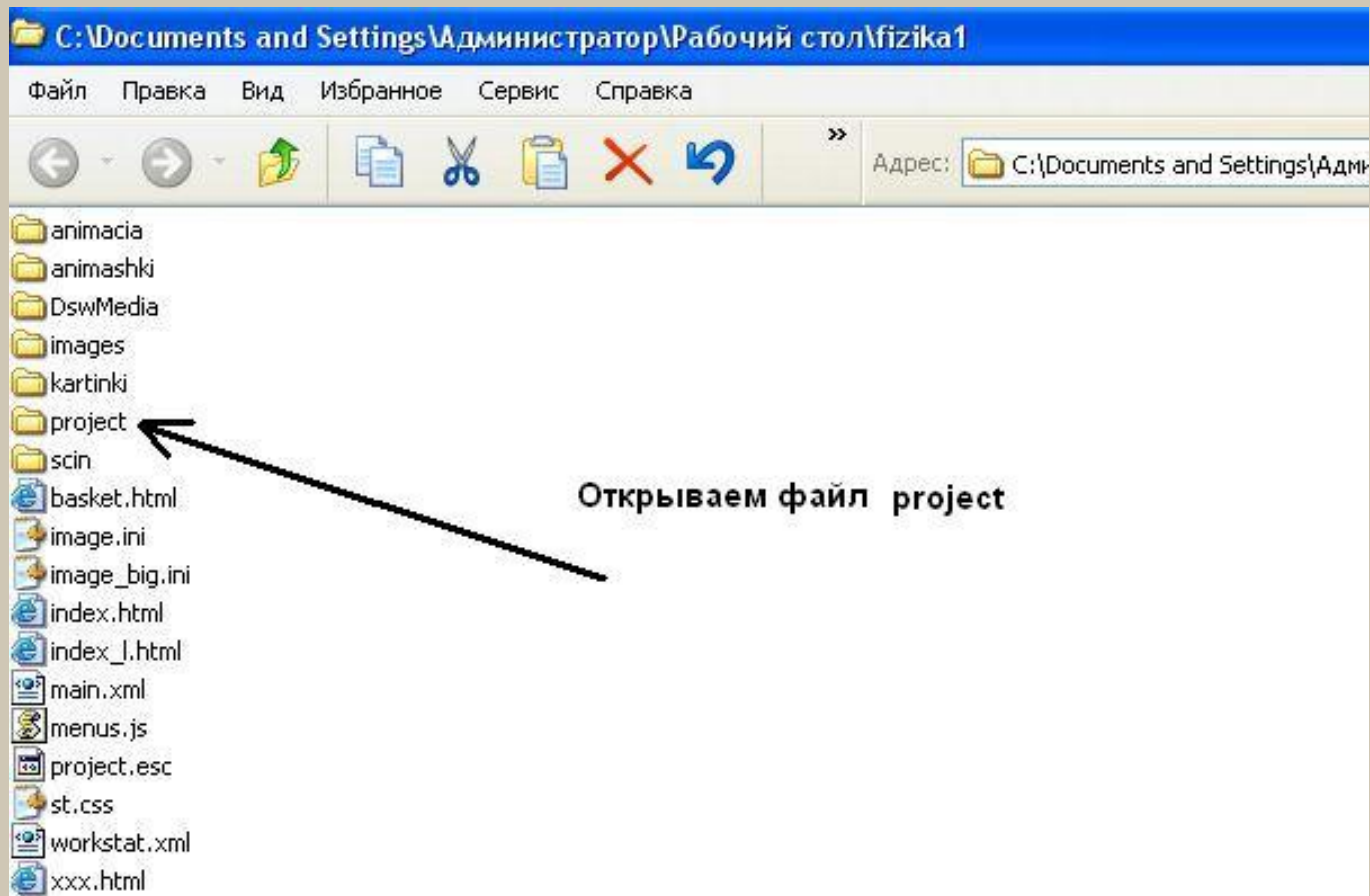 C:\Documents and Settings\Администратор\Рабочий стол\fizika1
Файл Правка Вид Избранное Сервис Справка
» Адрес: C:\Documents and Settings\Адми
animacia
animashki
DswMedia
images
kartinki
project
scin
basket.html
Открываем файл project
image.ini
image_big.ini
index.html
index_l.html
main.xml
menus.js
project.esc
st.css
workstat.xml
xxx.html